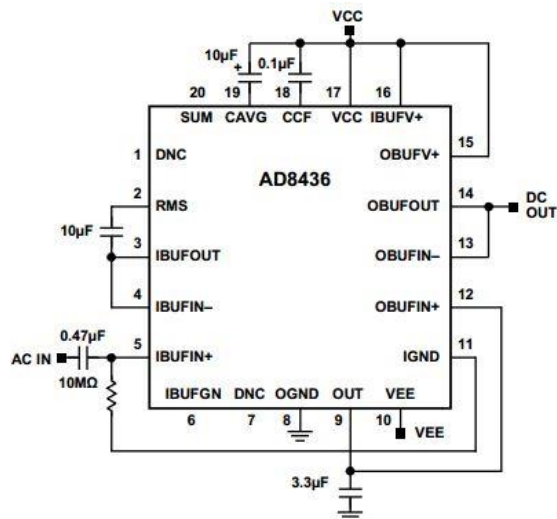 VCC
10µF
+
0.1µF
20 19 18 17 16
SUM CAVG CCF VCC IBUFV+
1 DNC
OBUFV+ 15
AD8436
2 RMS
OBUFOUT 14
DC
OUT
10µF
3 IBUFOUT
OBUFIN– 13
4 IBUFIN–
OBUFIN+ 12
0.47µF
AC IN
5 IBUFIN+
IGND 11
10MΩ
IBUFGN DNC OGND OUT VEE
6 7 8 9 10
VEE
3.3µF